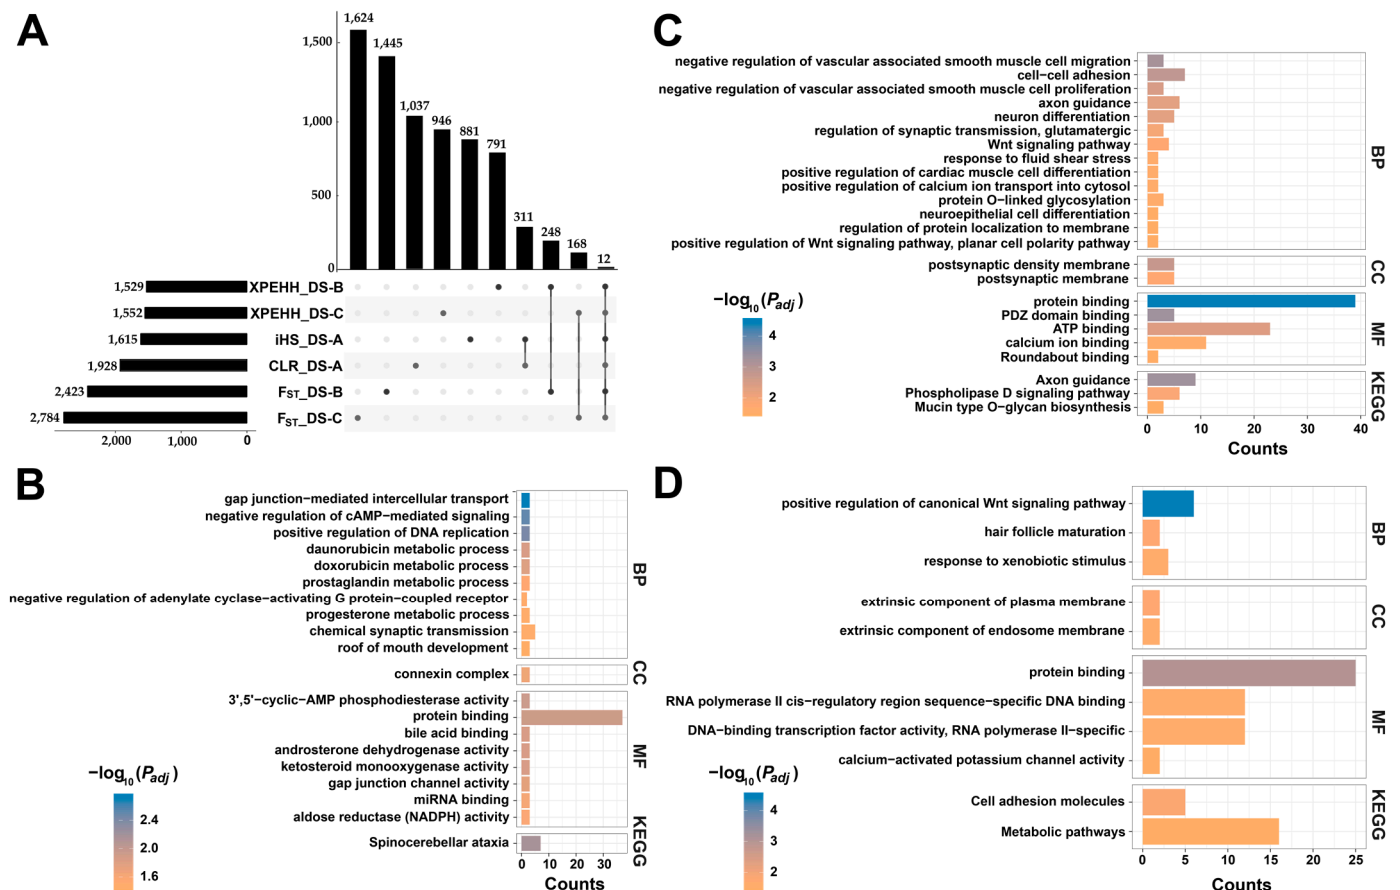 A
1,624
1,445
1,037
946
881
791
311
248
168
12
1,500
1,000
500
0
1,529
1,552
1,615
1,928
2,423
2,784
XPEHH_DS-B
XPEHH_DS-C
iHS_DS-A
CLR_DS-A
FST_DS-B
FST_DS-C
2,000 1,000 0
B
gap junction−mediated intercellular transport
negative regulation of cAMP−mediated signaling
positive regulation of DNA replication
daunorubicin metabolic process
doxorubicin metabolic process
prostaglandin metabolic process
negative regulation of adenylate cyclase−activating G protein−coupled receptor
progesterone metabolic process
chemical synaptic transmission
roof of mouth development
BP
connexin complex
CC
3',5'−cyclic−AMP phosphodiesterase activity
protein binding
bile acid binding
androsterone dehydrogenase activity
ketosteroid monooxygenase activity
gap junction channel activity
miRNA binding
aldose reductase (NADPH) activity
MF
Spinocerebellar ataxia
KEGG
0 10 20 30
Counts
−log10(Padj)
2.4
2.0
1.6
C
negative regulation of vascular associated smooth muscle cell migration
cell−cell adhesion
negative regulation of vascular associated smooth muscle cell proliferation
axon guidance
neuron differentiation
regulation of synaptic transmission, glutamatergic
Wnt signaling pathway
response to fluid shear stress
positive regulation of cardiac muscle cell differentiation
positive regulation of calcium ion transport into cytosol
protein O−linked glycosylation
neuroepithelial cell differentiation
regulation of protein localization to membrane
positive regulation of Wnt signaling pathway, planar cell polarity pathway
BP
postsynaptic density membrane
postsynaptic membrane
CC
protein binding
PDZ domain binding
ATP binding
calcium ion binding
Roundabout binding
MF
Axon guidance
Phospholipase D signaling pathway
Mucin type O−glycan biosynthesis
KEGG
0 10 20 30 40
Counts
−log10(Padj)
4
3
2
D
positive regulation of canonical Wnt signaling pathway
hair follicle maturation
response to xenobiotic stimulus
BP
extrinsic component of plasma membrane
extrinsic component of endosome membrane
CC
protein binding
RNA polymerase II cis−regulatory region sequence−specific DNA binding
DNA−binding transcription factor activity, RNA polymerase II−specific
calcium−activated potassium channel activity
MF
Cell adhesion molecules
Metabolic pathways
KEGG
0 5 10 15 20 25
Counts
−log10(Padj)
4
3
2